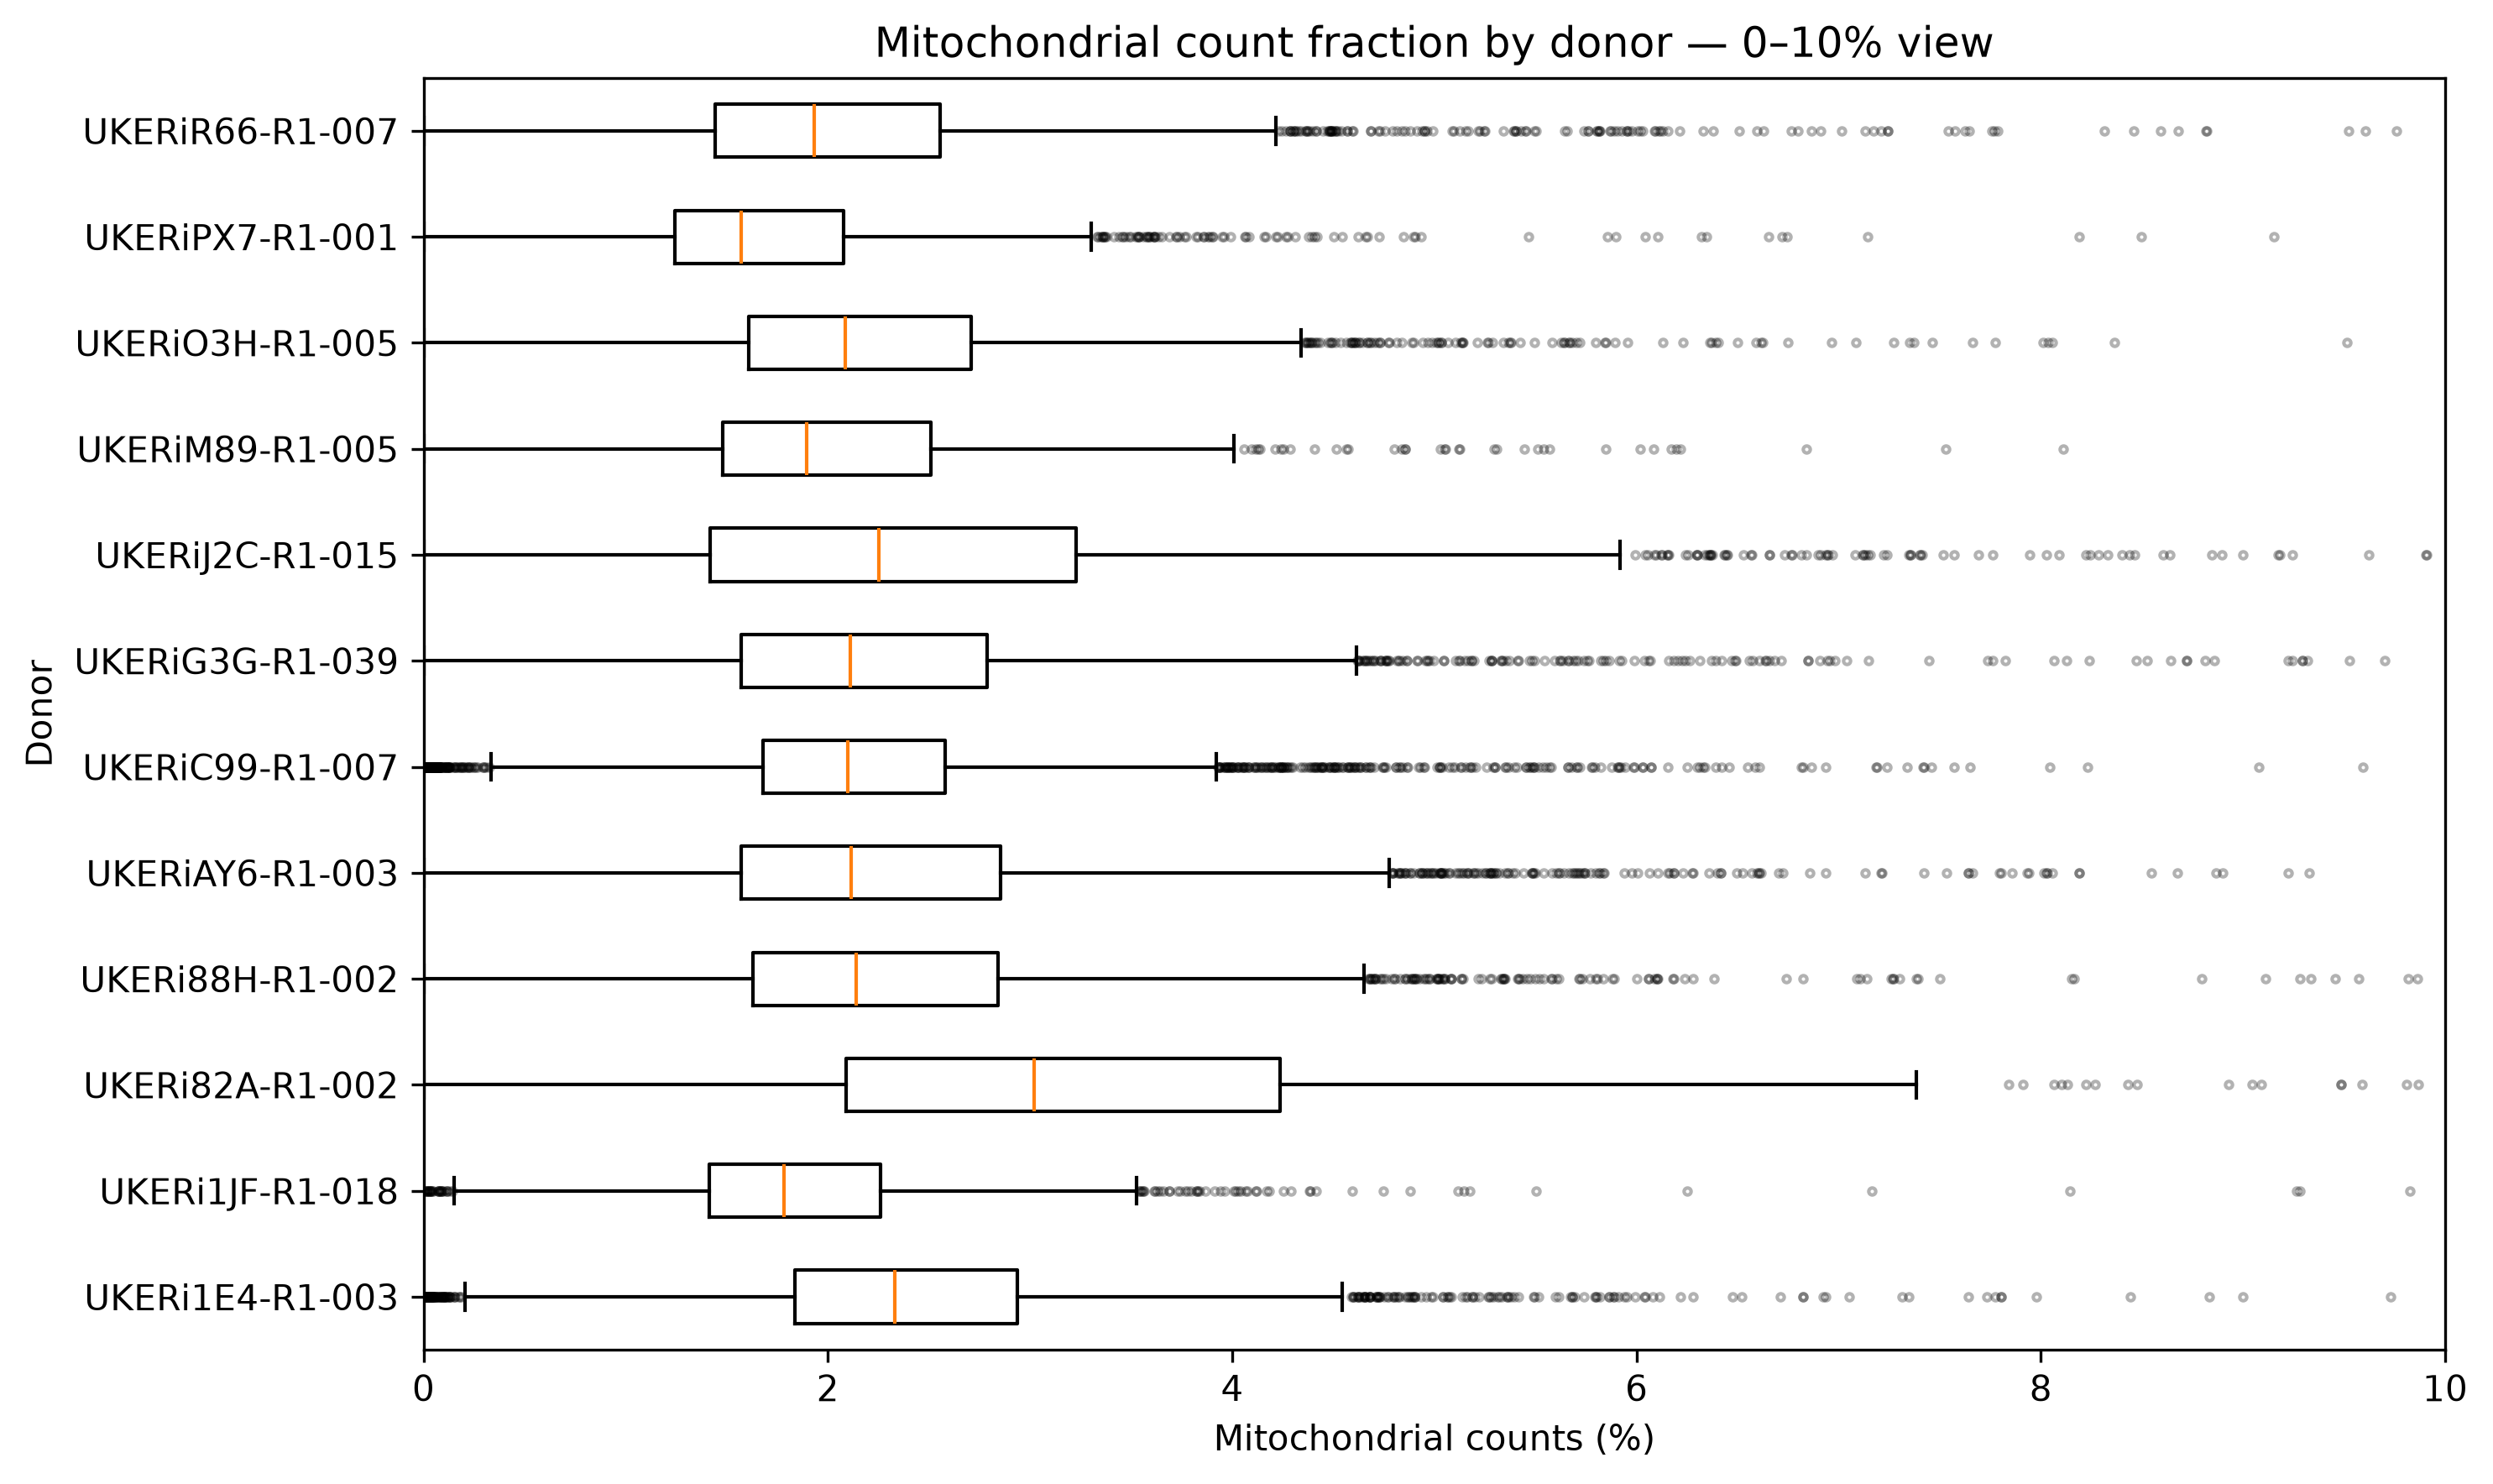 Mitochondrial count fraction by donor — 0–10% view
UKERiR66-R1-007
UKERiPX7-R1-001
UKERiO3H-R1-005
UKERiM89-R1-005
UKERiJ2C-R1-015
UKERiG3G-R1-039
UKERiC99-R1-007
UKERiAY6-R1-003
UKERi88H-R1-002
UKERi82A-R1-002
UKERi1JF-R1-018
UKERi1E4-R1-003
Donor
0 2 4 6 8 10
Mitochondrial counts (%)